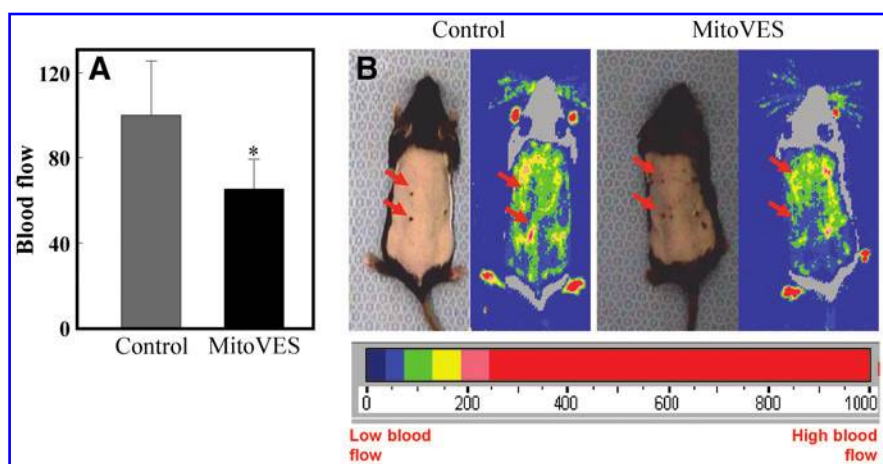 Control
MitoVES
A
B
120
80
40
0
Blood flow
*
Control
MitoVES
0
200
400
600
800
1000
Low blood
flow
High blood
flow